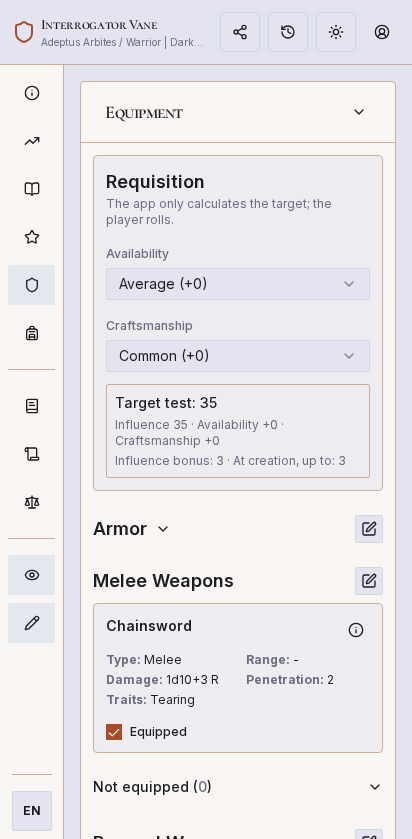 Interrogator Vane
Adeptus Arbites / Warrior | Dark...
Equipment
Requisition
The app only calculates the target; the
player rolls.
Availability
Average (+0)
Craftsmanship
Common (+0)
Target test: 35
Influence 35 · Availability +0 ·
Craftsmanship +0
Influence bonus: 3 · At creation, up to: 3
Armor
Melee Weapons
Chainsword
Type: Melee
Range: -
Damage: 1d10+3 R
Penetration: 2
Traits: Tearing
Equipped
Not equipped (0)
EN